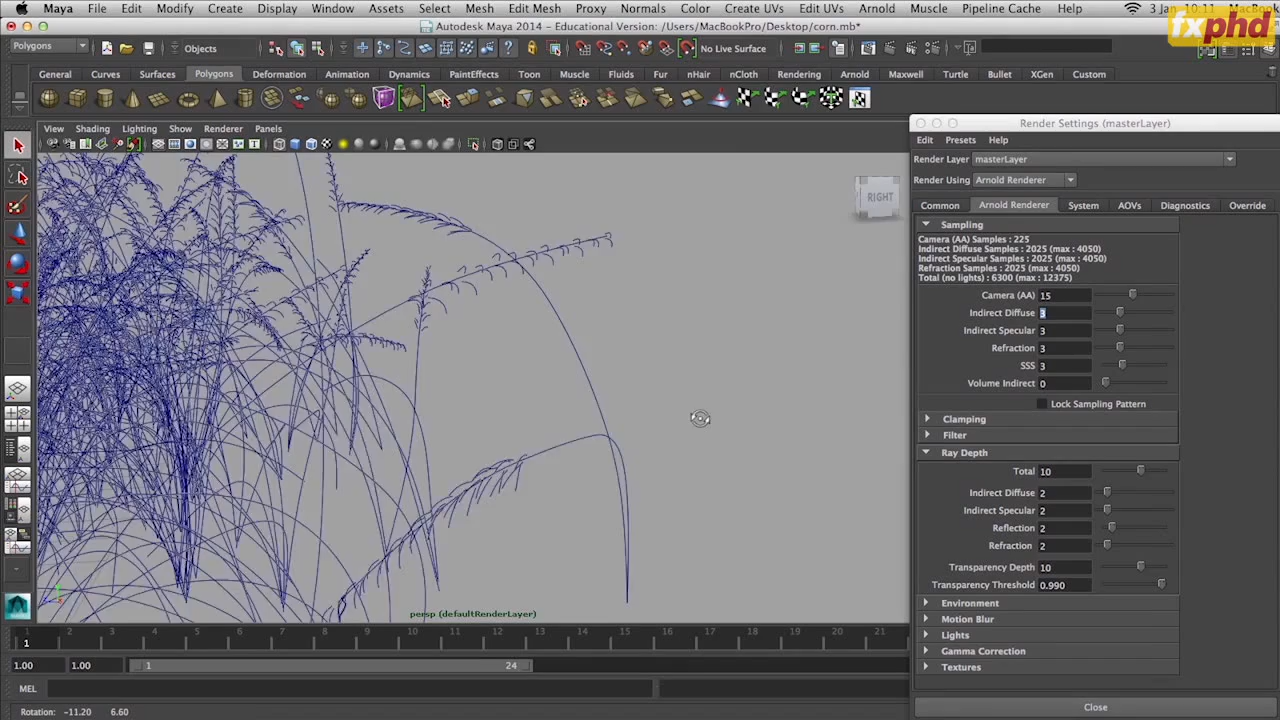 Maya File Edit Modify Create Display Window Assets Select Mesh Edit Mesh Proxy Normals Color Create UVs Edit UVs Arnold Muscle Pipeline Cache Help 3 Jan 10:11 MacBook
fxphd
Autodesk Maya 2014 - Educational Version: /Users/MacBookPro/Desktop/corn.mb*
Polygons Objects No Live Surface
General Curves Surfaces Polygons Deformation Animation Dynamics PaintEffects Toon Muscle Fluids Fur nHair nCloth Rendering Arnold Maxwell Turtle Bullet XGen Custom
View Shading Lighting Show Renderer Panels
RIGHT
persp (defaultRenderLayer)
Render Settings (masterLayer)
Edit Presets Help
Render Layer masterLayer
Render Using Arnold Renderer
Common Arnold Renderer System AOVs Diagnostics Override
Sampling
Camera (AA) Samples : 225
Indirect Diffuse Samples : 2025 (max : 4050)
Indirect Specular Samples : 2025 (max : 4050)
Refraction Samples : 2025 (max : 4050)
Total (no lights) : 6300 (max : 12375)
Camera (AA) 15
Indirect Diffuse 3
Indirect Specular 3
Refraction 3
SSS 3
Volume Indirect 0
Lock Sampling Pattern
Clamping
Filter
Ray Depth
Total 10
Indirect Diffuse 2
Indirect Specular 2
Reflection 2
Refraction 2
Transparency Depth 10
Transparency Threshold 0.990
Environment
Motion Blur
Lights
Gamma Correction
Textures
Close
1 2 3 4 5 6 7 8 9 10 11 12 13 14 15 16 17 18 19 20 21
1
1.00 1.00 1 24
MEL
Rotation: -11.20 6.60